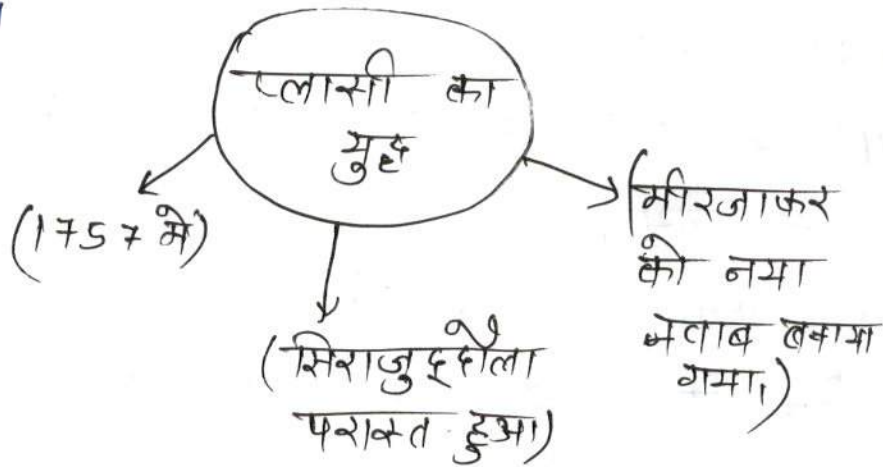 प्लासी का
युद्ध
(1757 मे)
(सिराजुद्दौला
परास्त हुआ)
(मीरजाफर
को नया
नवाब बनाया
गया।)